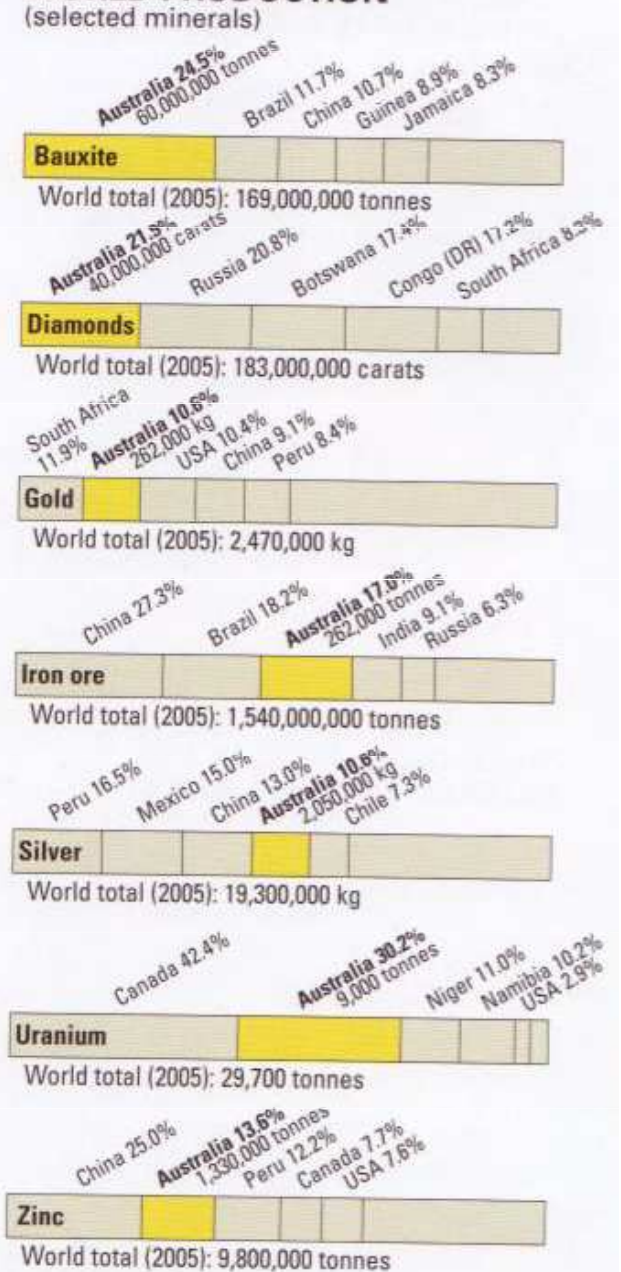 (selected minerals)
Australia 24.5%
60,000,000 tonnes
Brazil 11.7%
China 10.7%
Guinea 8.9%
Jamaica 8.3%
Bauxite
World total (2005): 169,000,000 tonnes
Australia 21.9%
40,000,000 carats
Russia 20.8%
Botswana 17.4%
Congo (DR) 17.2%
South Africa 8.3%
Diamonds
World total (2005): 183,000,000 carats
South Africa
11.9%
Australia 10.6%
262,000 kg
USA 10.4%
China 9.1%
Peru 8.4%
Gold
World total (2005): 2,470,000 kg
China 27.3%
Brazil 18.2%
Australia 17.0%
262,000 tonnes
India 9.1%
Russia 6.3%
Iron ore
World total (2005): 1,540,000,000 tonnes
Peru 16.5%
Mexico 15.0%
China 13.0%
Australia 10.6%
2,050,000 kg
Chile 7.3%
Silver
World total (2005): 19,300,000 kg
Canada 42.4%
Australia 30.2%
9,000 tonnes
Niger 11.0%
Namibia 10.2%
USA 2.9%
Uranium
World total (2005): 29,700 tonnes
China 25.0%
Australia 13.6%
1,330,000 tonnes
Peru 12.2%
Canada 7.7%
USA 7.6%
Zinc
World total (2005): 9,800,000 tonnes